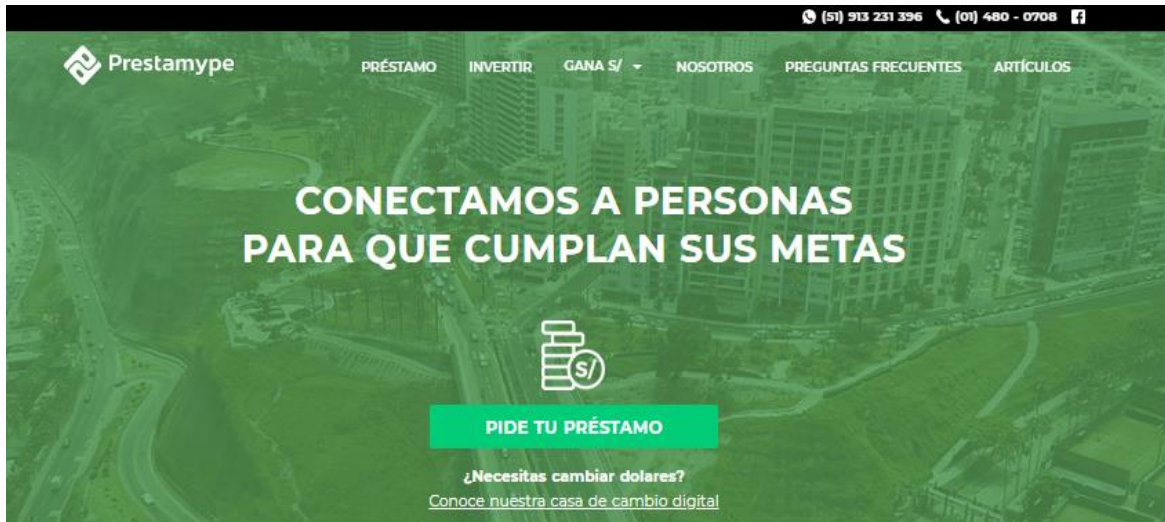 (51) 913 231 396 (01) 480 - 0708
Prestamype PRÉSTAMO INVERTIR GANA S/ NOSOTROS PREGUNTAS FRECUENTES ARTÍCULOS
CONECTAMOS A PERSONAS
PARA QUE CUMPLAN SUS METAS
S/
PIDE TU PRÉSTAMO
¿Necesitas cambiar dolares?
Conoce nuestra casa de cambio digital